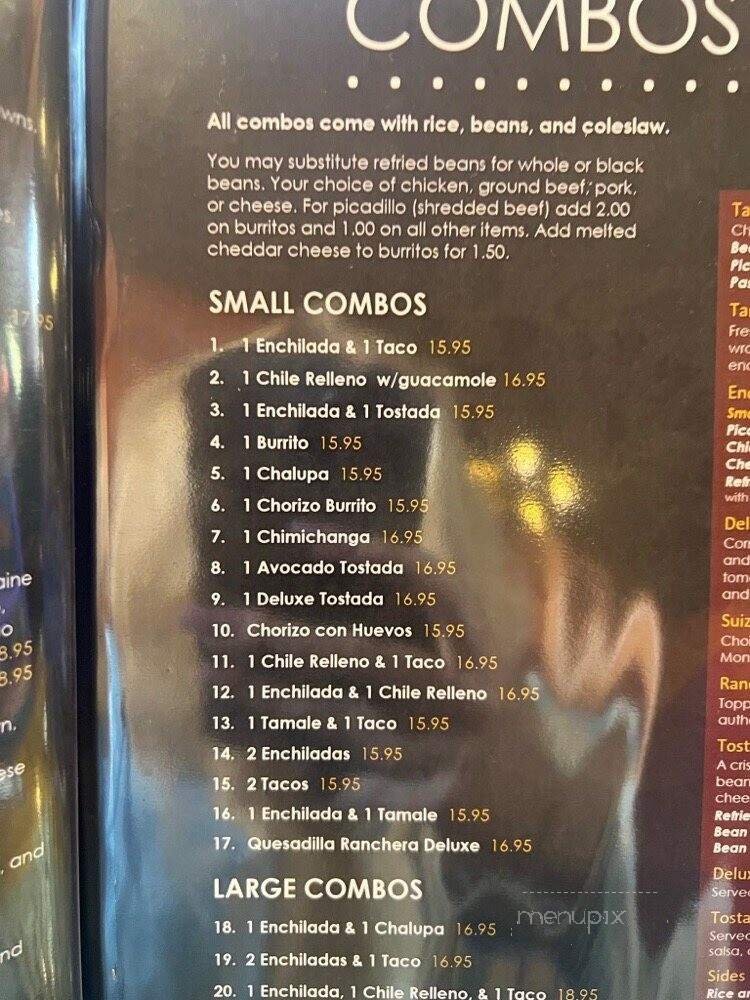 COMBOS
All combos come with rice, beans, and coleslaw.
You may substitute refried beans for whole or black
beans. Your choice of chicken, ground beef, pork,
or cheese. For picadillo (shredded beef) add 2.00
on burritos and 1.00 on all other items. Add melted
cheddar cheese to burritos for 1.50.
SMALL COMBOS
1. 1 Enchilada & 1 Taco 15.95
2. 1 Chile Relleno w/guacamole 16.95
3. 1 Enchilada & 1 Tostada 15.95
4. 1 Burrito 15.95
5. 1 Chalupa 15.95
6. 1 Chorizo Burrito 15.95
7. 1 Chimichanga 16.95
8. 1 Avocado Tostada 16.95
9. 1 Deluxe Tostada 16.95
10. Chorizo con Huevos 15.95
11. 1 Chile Relleno & 1 Taco 16.95
12. 1 Enchilada & 1 Chile Relleno 16.95
13. 1 Tamale & 1 Taco 15.95
14. 2 Enchiladas 15.95
15. 2 Tacos 15.95
16. 1 Enchilada & 1 Tamale 15.95
17. Quesadilla Ranchera Deluxe 16.95
LARGE COMBOS
18. 1 Enchilada & 1 Chalupa 16.95
19. 2 Enchiladas & 1 Taco 16.95
20. 1 Enchilada, 1 Chile Relleno, & 1 Taco 18.95
menupix
8.95
8.95
and
Bean
Bean
Sides
Rice